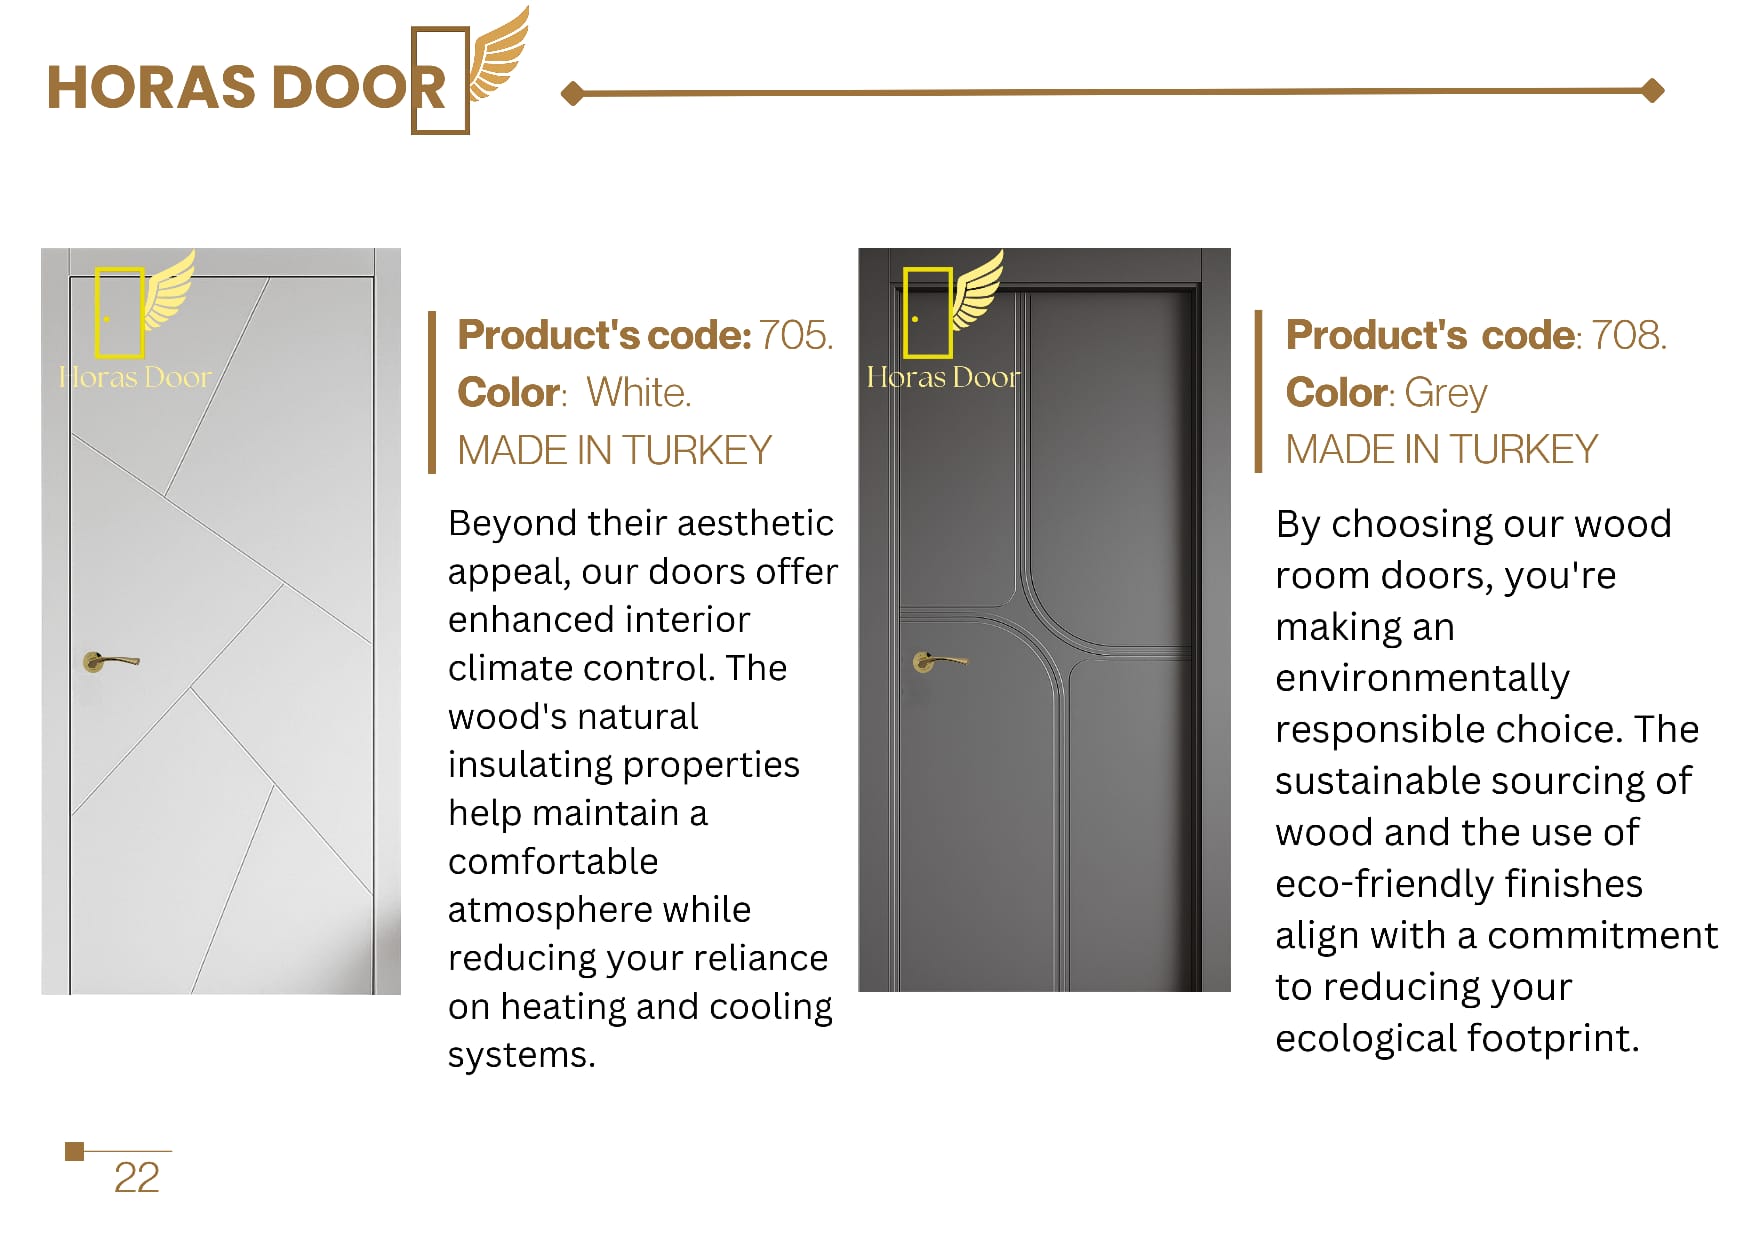 HORAS DOOR
Horas Door
Product's code: 705.
Color: White.
MADE IN TURKEY
Beyond their aesthetic
appeal, our doors offer
enhanced interior
climate control. The
wood's natural
insulating properties
help maintain a
comfortable
atmosphere while
reducing your reliance
on heating and cooling
systems.
Horas Door
Product's code: 708.
Color: Grey
MADE IN TURKEY
By choosing our wood
room doors, you're
making an
environmentally
responsible choice. The
sustainable sourcing of
wood and the use of
eco-friendly finishes
align with a commitment
to reducing your
ecological footprint.
22